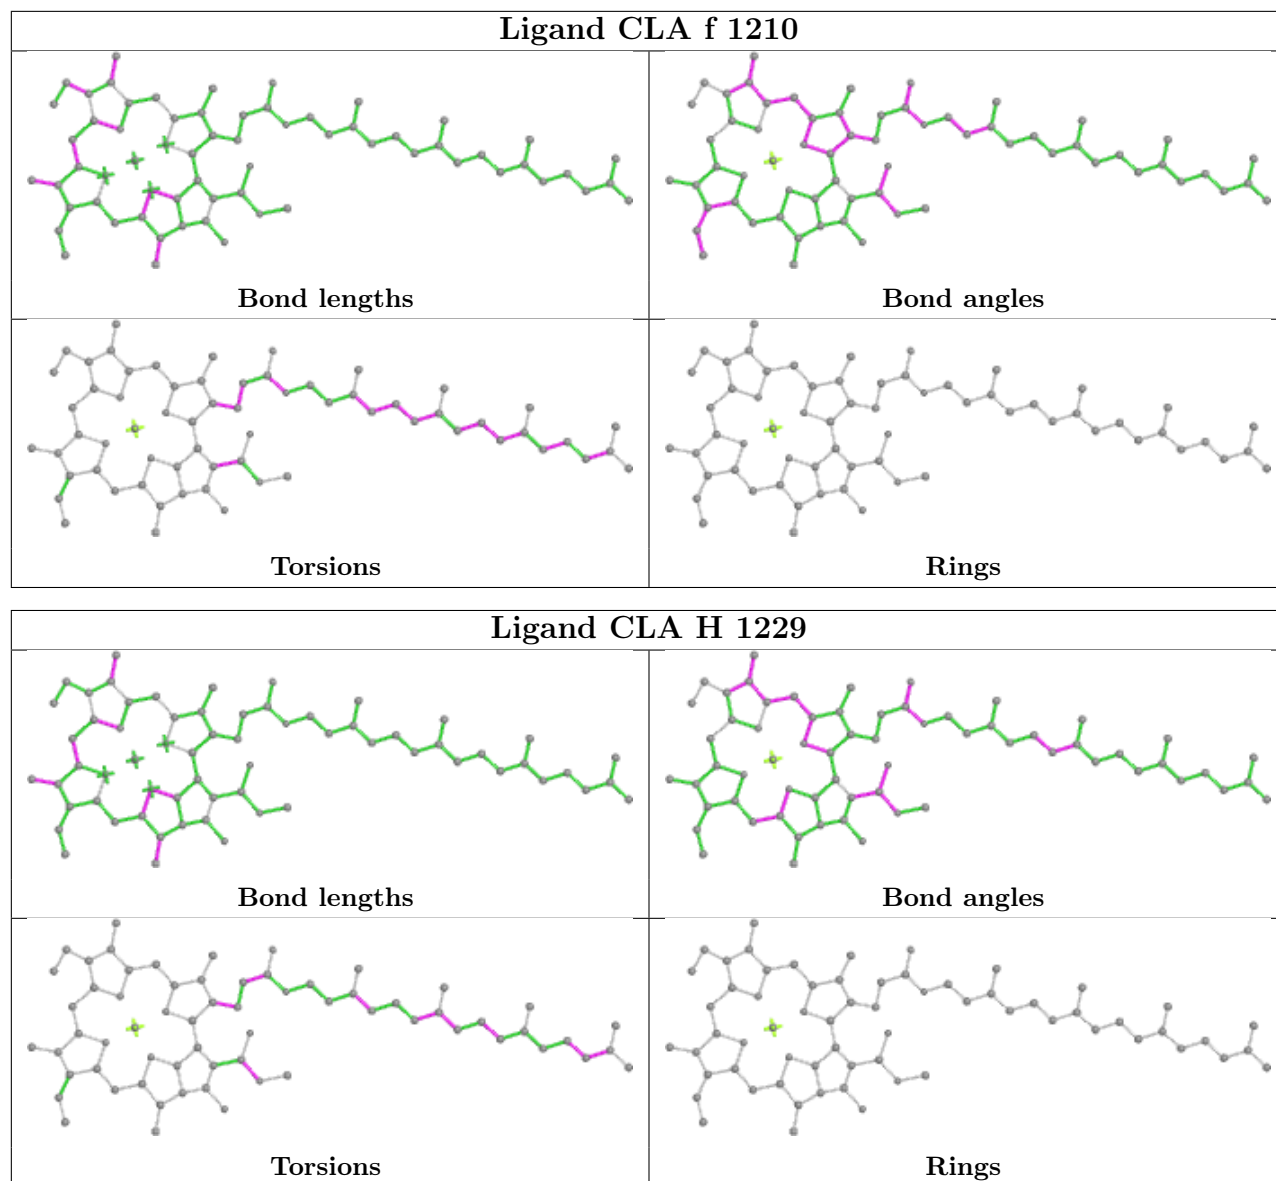 Ligand CLA f 1210
Bond lengths
Bond angles
Torsions
Rings
Ligand CLA H 1229
Bond lengths
Bond angles
Torsions
Rings